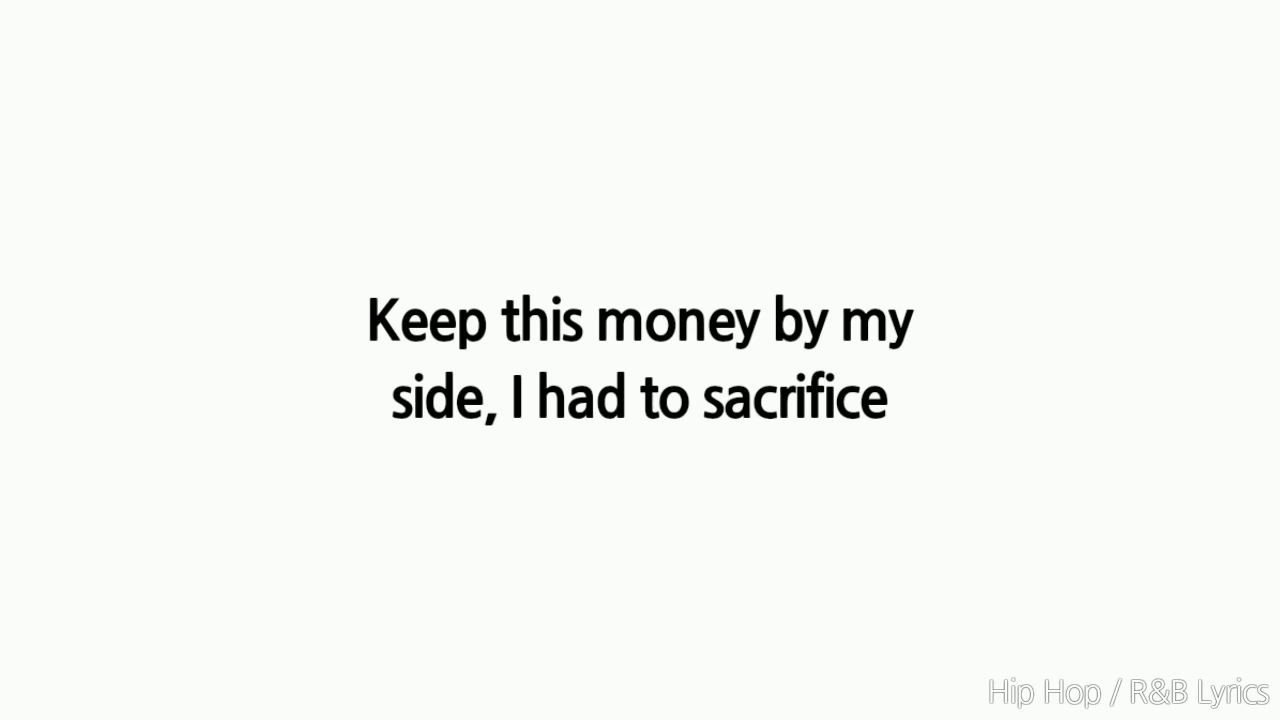 Keep this money by my
side, I had to sacrifice
Hip Hop / R&B Lyrics